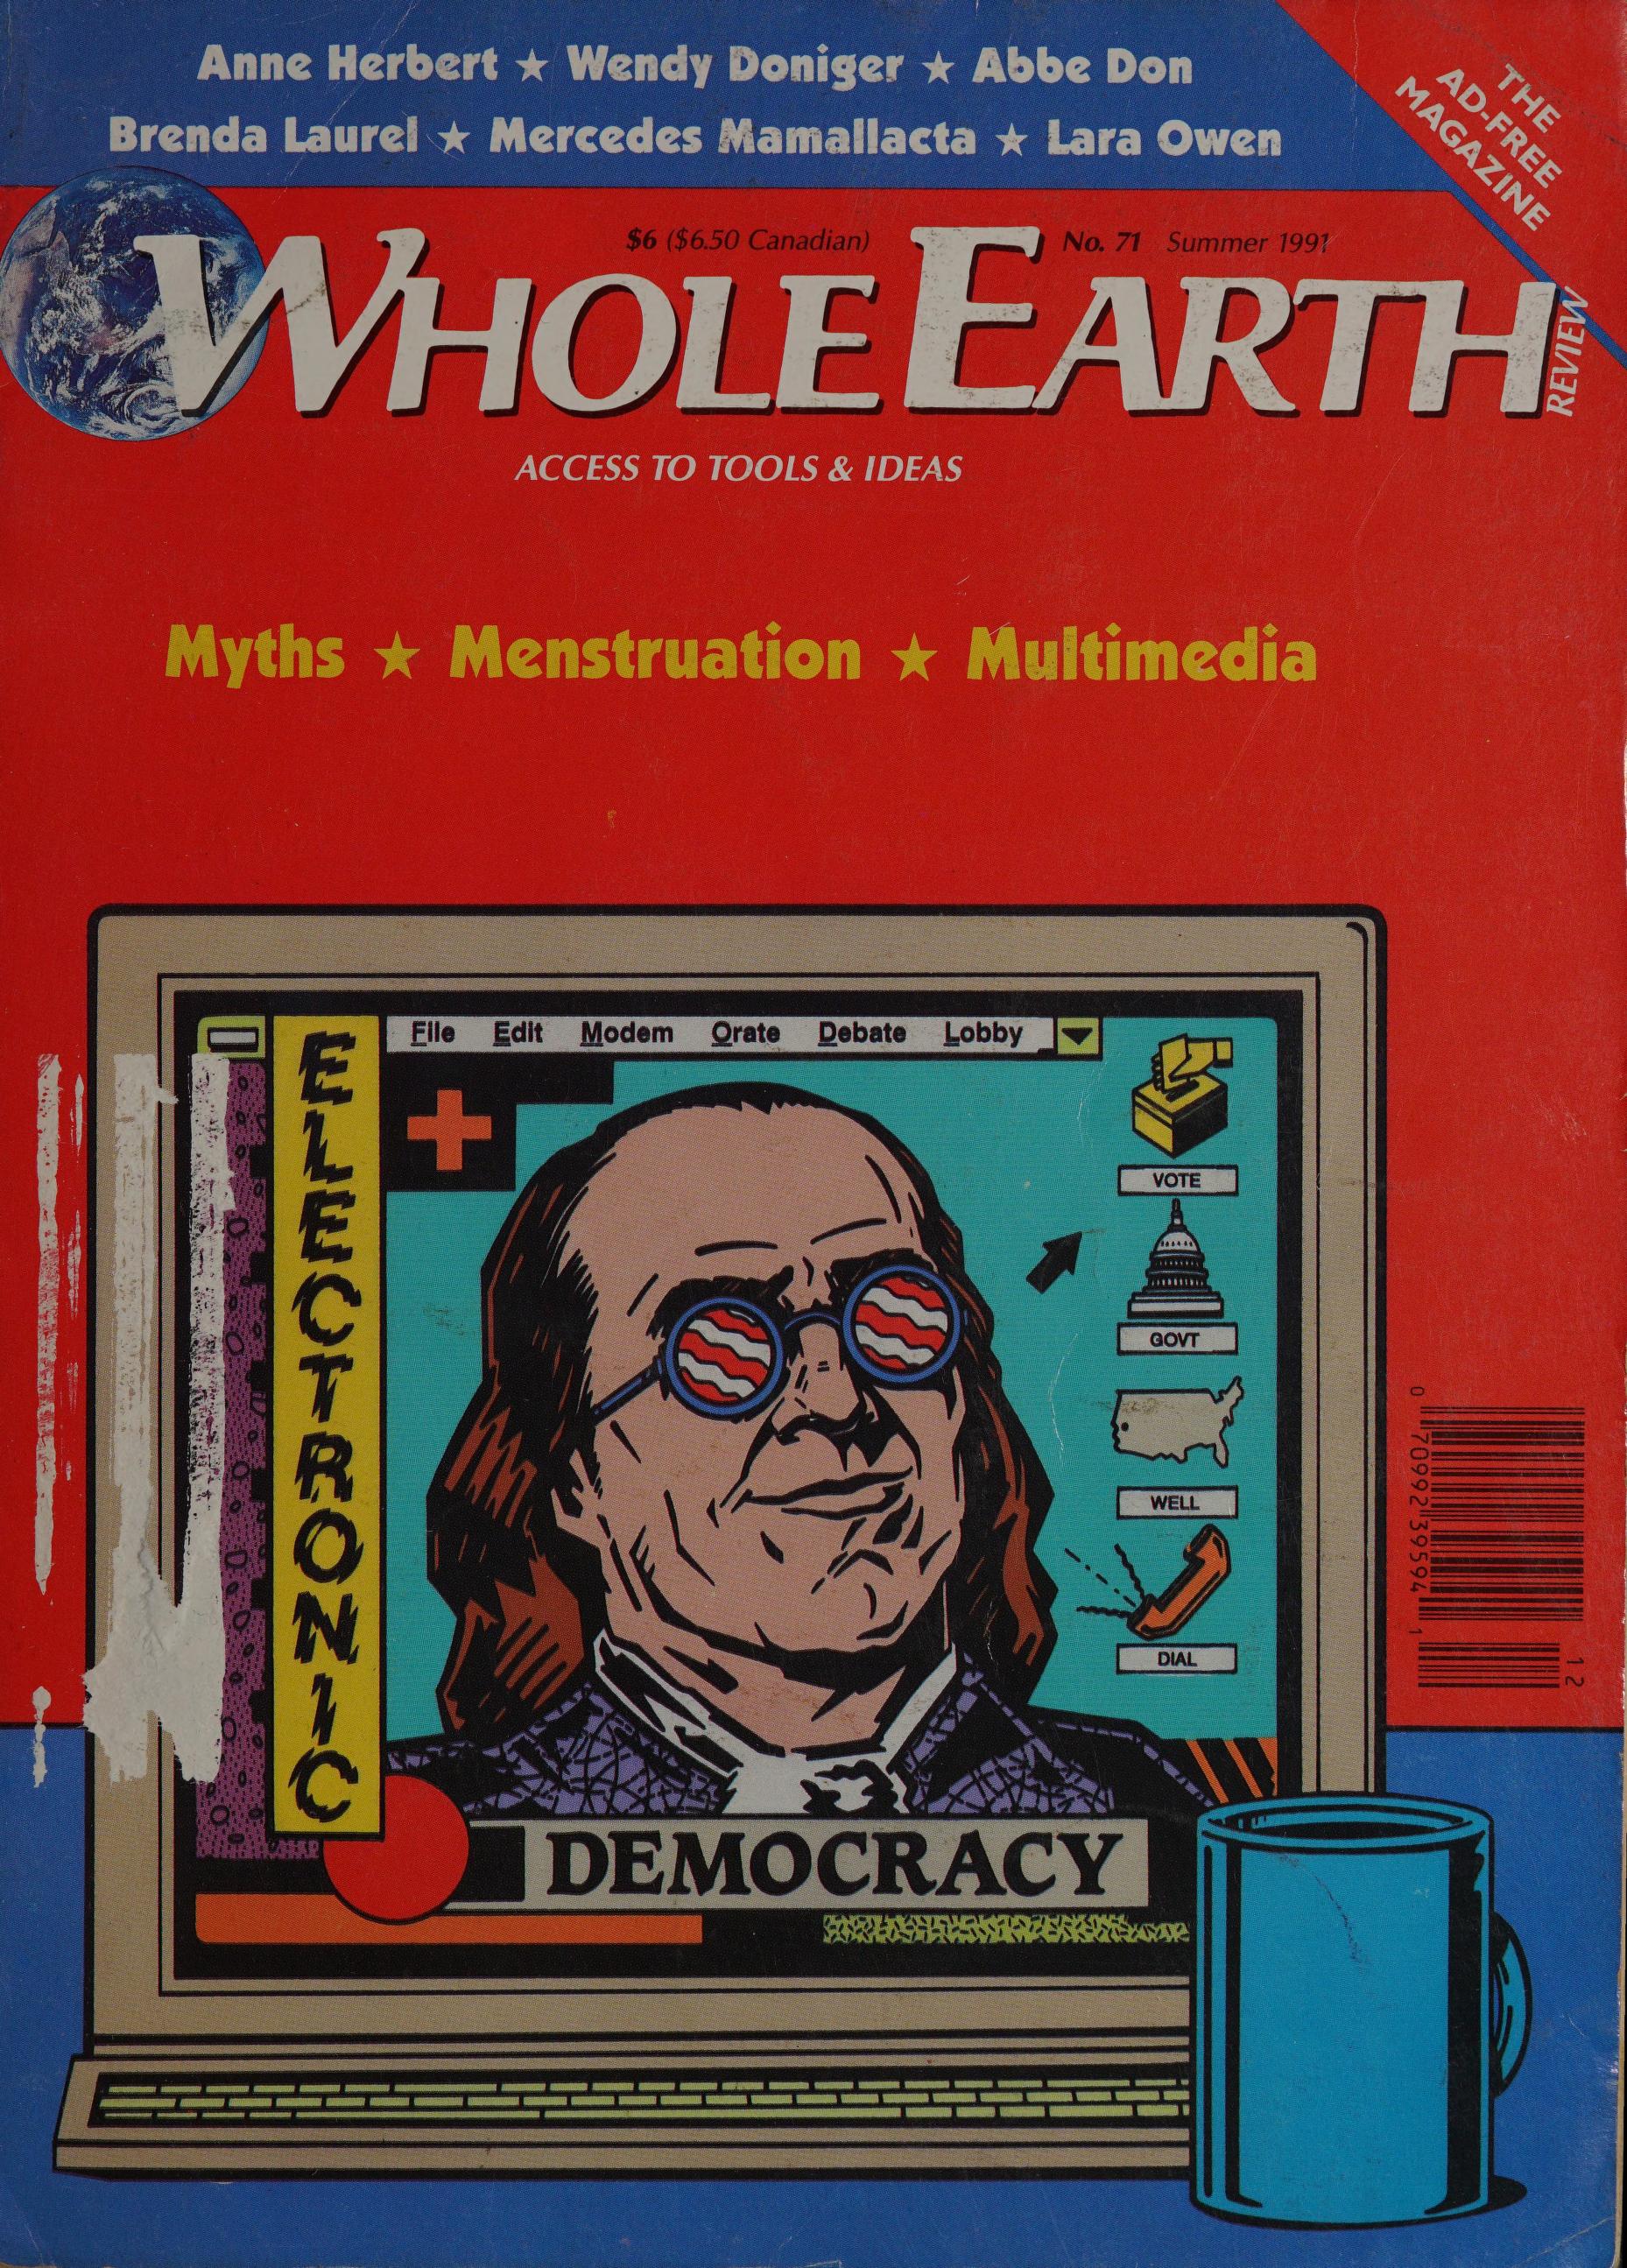 Anne Herbert ★ Wendy Doniger ★ Abbe Don
Brenda Laurel ★ Mercedes Mamallacta ★ Lara Owen
THE
AD-FREE
MAGAZINE
$6 ($6.50 Canadian)
No. 71 Summer 1991
WHOLE EARTH
REVIEW
ACCESS TO TOOLS & IDEAS
Myths ★ Menstruation ★ Multimedia
File Edit Modem Orate Debate Lobby
ELECTRONIC
VOTE
GOVT
WELL
DIAL
DEMOCRACY
0 70992 39594 1
12